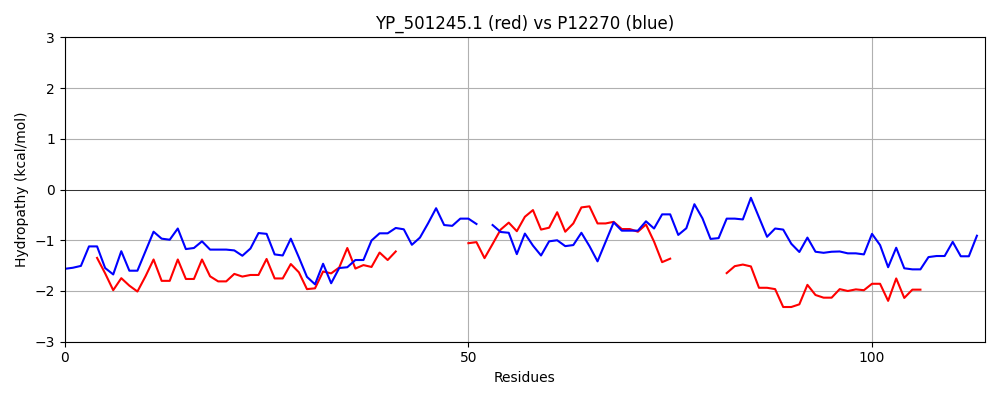 YP_501245.1 (red) vs P12270 (blue)
Hydropathy (kcal/mol)
3
2
1
0
−1
−2
−3
0 50 100
Residues